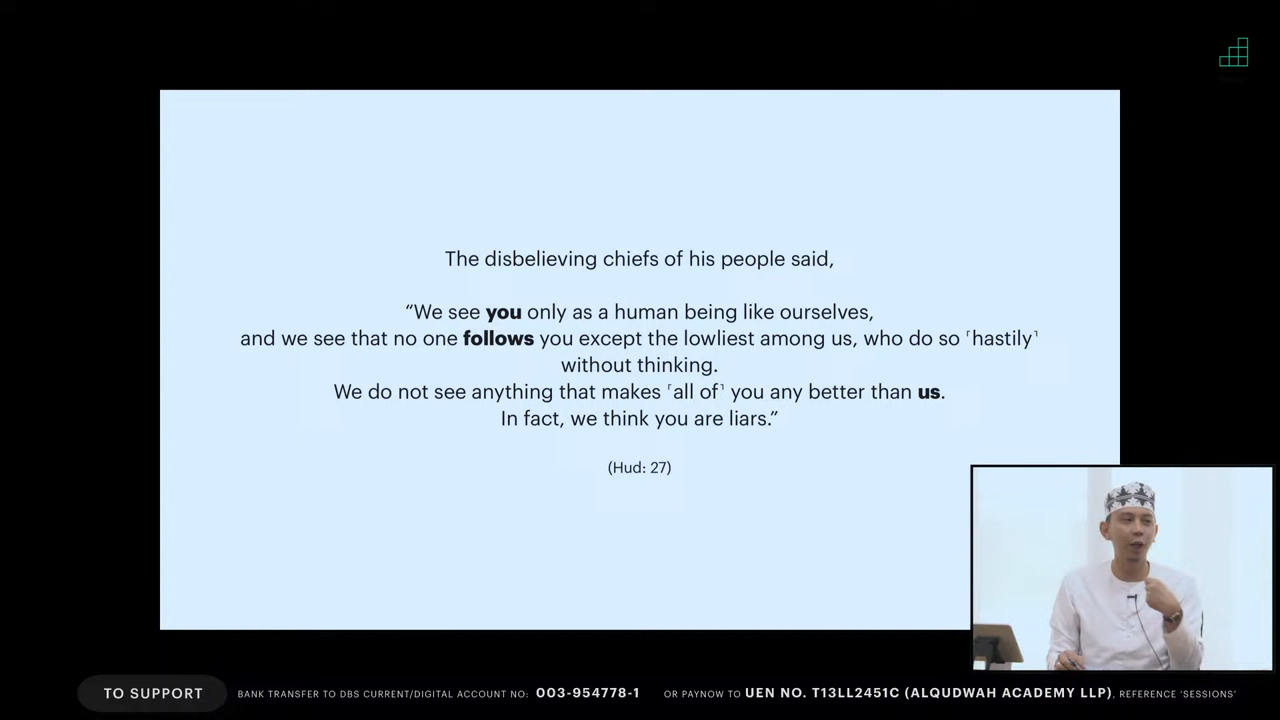 The disbelieving chiefs of his people said,
“We see you only as a human being like ourselves,
and we see that no one follows you except the lowliest among us, who do so ⸢hastily⸣
without thinking.
We do not see anything that makes ⸢all of⸣ you any better than us.
In fact, we think you are liars.”
(Hud: 27)
TO SUPPORT BANK TRANSFER TO DBS CURRENT/DIGITAL ACCOUNT NO: 003-954778-1 OR PAYNOW TO UEN NO. T13LL2451C (ALQUDWAH ACADEMY LLP), REFERENCE ‘SESSIONS’